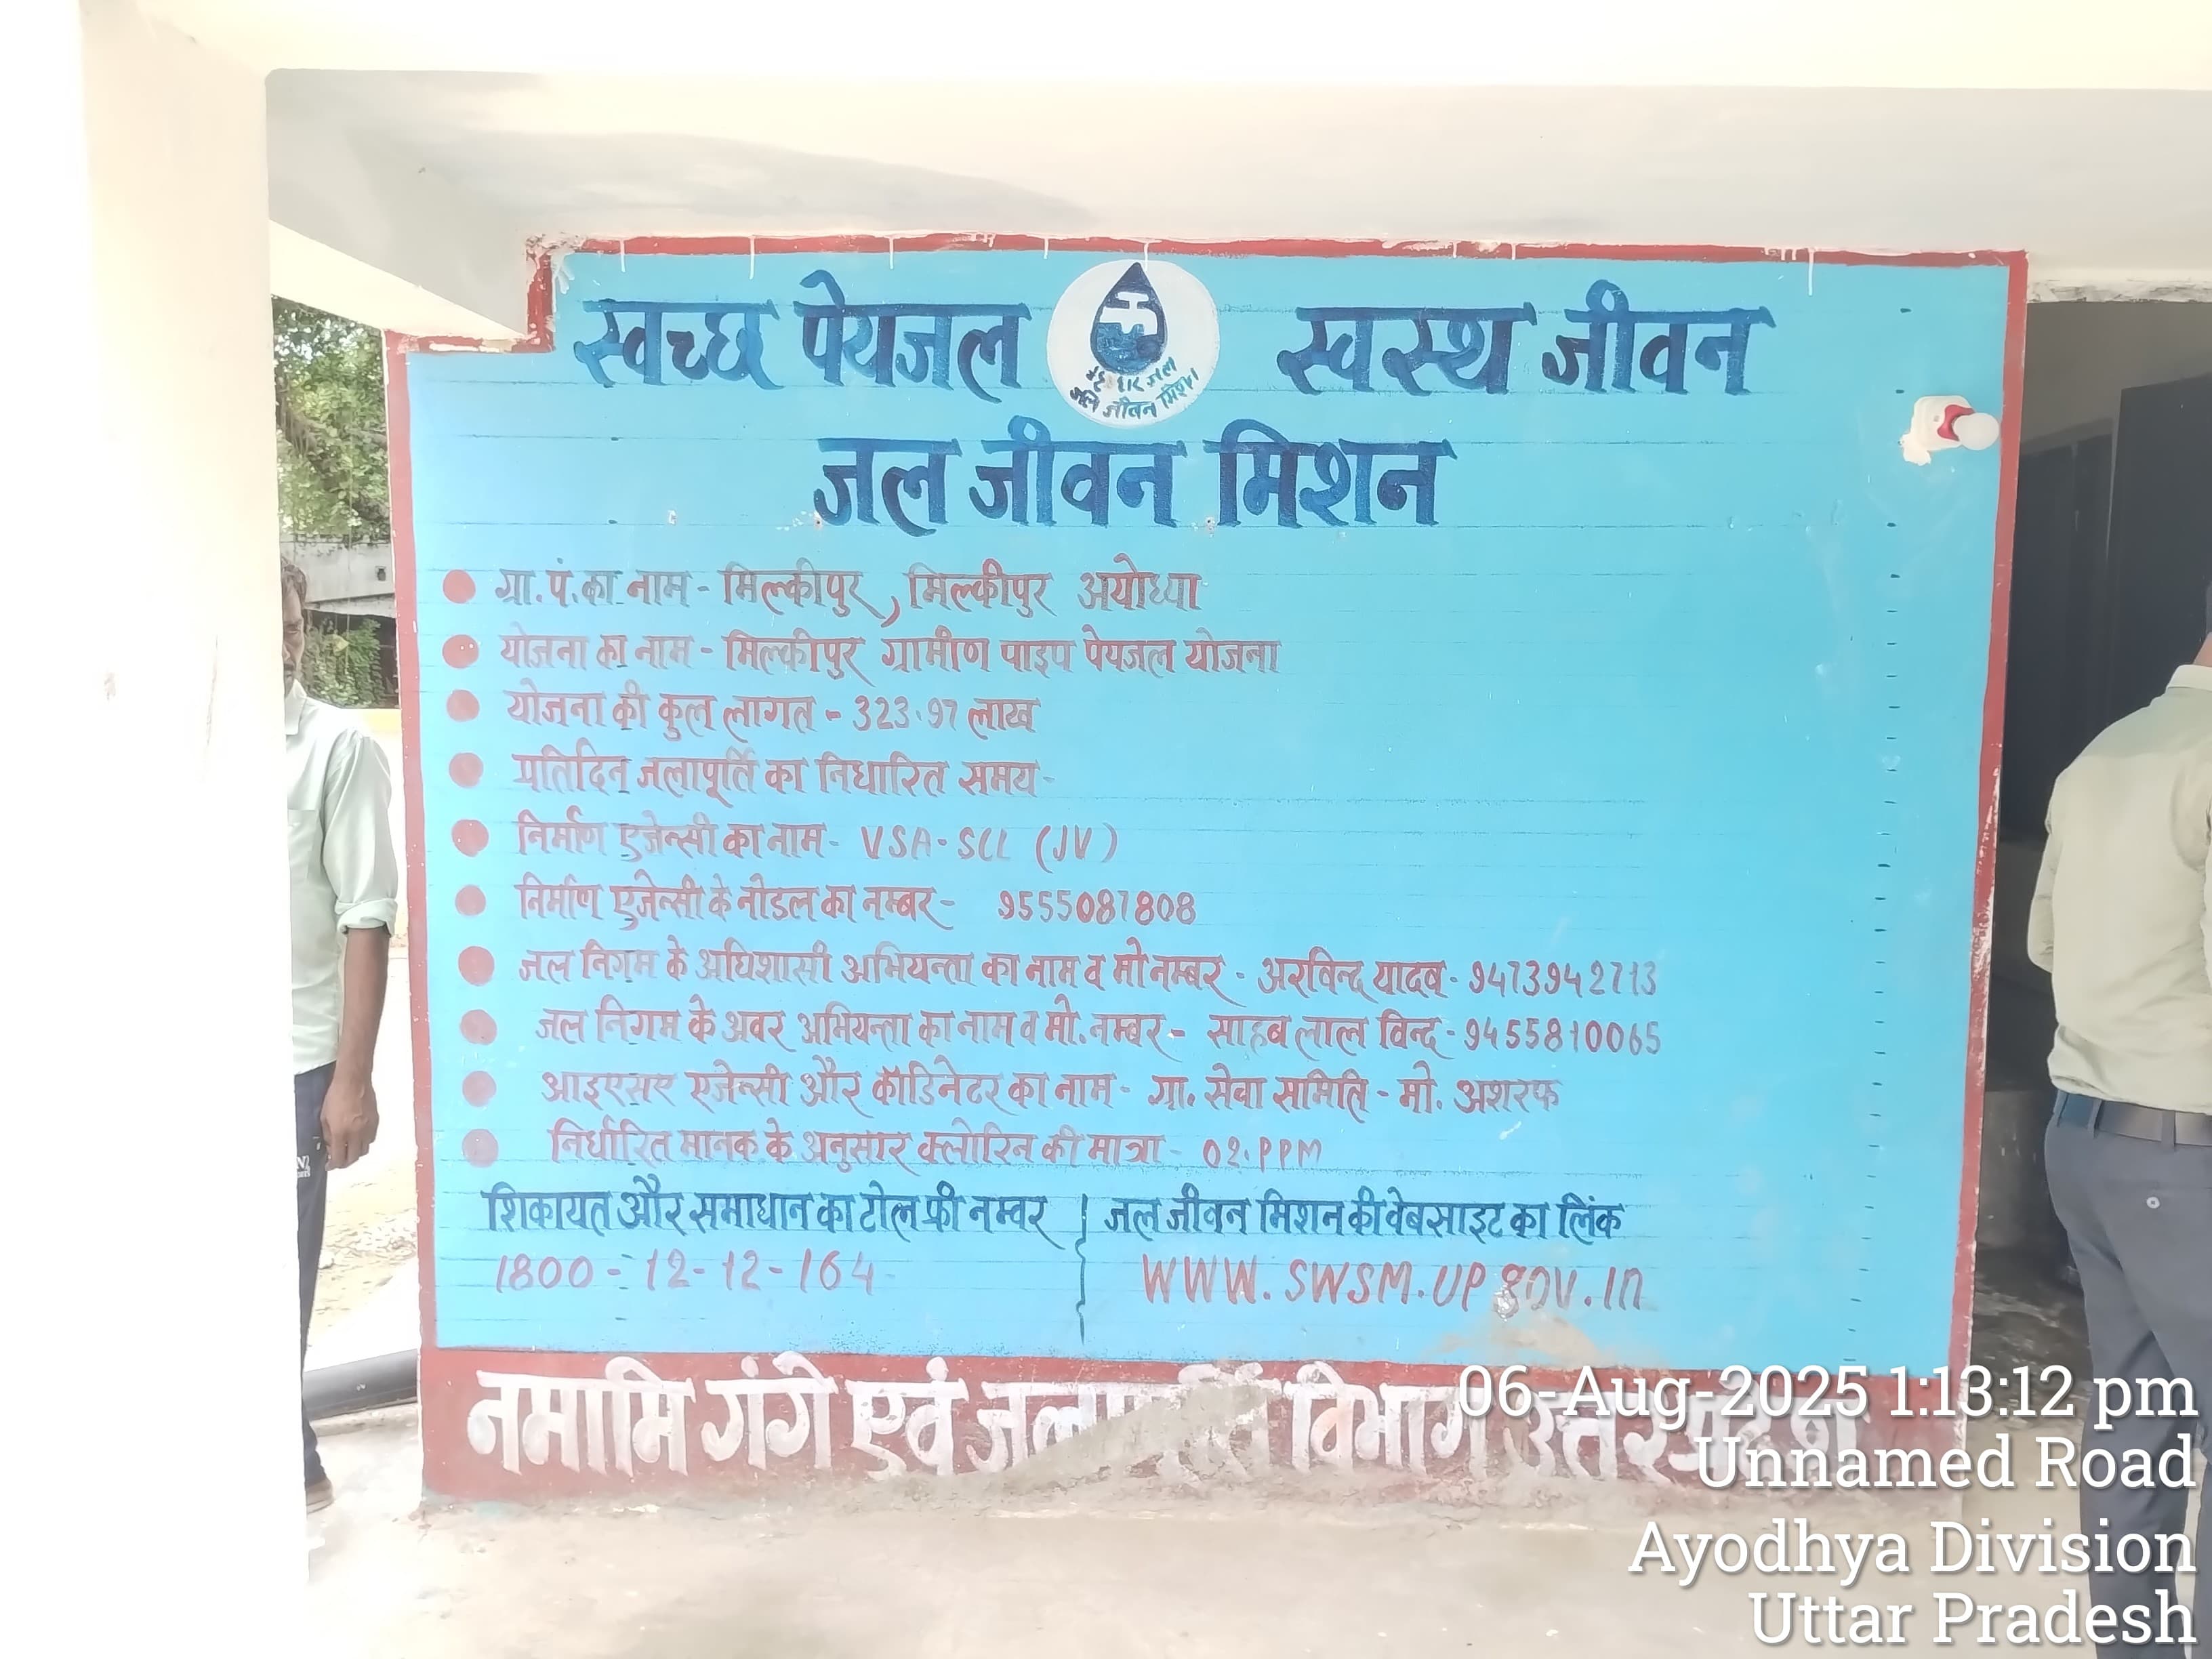 स्वच्छ पेयजल स्वस्थ जीवन
हर घर जल
जल जीवन मिशन
जल जीवन मिशन
ग्रा.पं.का नाम - मिल्कीपुर, मिल्कीपुर अयोध्या
योजना का नाम - मिल्कीपुर ग्रामीण पाइप पेयजल योजना
योजना की कुल लागत - 323.97 लाख
प्रतिदिन जलापूर्ति का निधारित समय-
निर्माण एजेन्सी का नाम- VSA-SCL (JV)
निर्माण एजेन्सी के नोडल का नम्बर- 9555087808
जल निगम के अधिशासी अभियन्ता का नाम व मो नम्बर - अरविन्द यादव- 9473942713
जल निगम के अवर अभियन्ता का नाम व मो. नम्बर - साहब लाल विन्द -9455810065
आइएसए एजेन्सी और कॉडिनेटर का नाम- ग्रा. सेवा समिति - मो. अशरफ
निर्धारित मानक के अनुसार क्लोरिन की मात्रा - 02.PPM
शिकायत और समाधान का टोल फ्री नम्बर
1800-12-12-164
जल जीवन मिशन की वेबसाइट का लिंक
WWW.SWSM.UP.gov.in
नमामि गंगे एवं विभाग उत्तर
06-Aug-2025 1:13:12 pm
Unnamed Road
Ayodhya Division
Uttar Pradesh